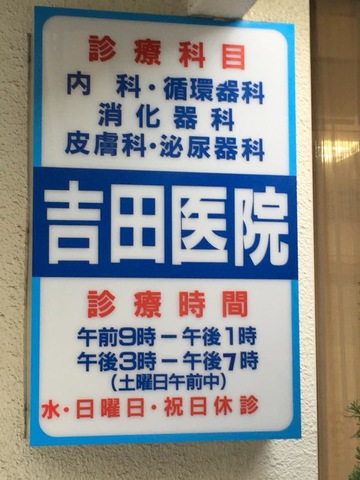 診療科目
内　科・循環器科
消化器科
皮膚科・泌尿器科
吉田医院
診療時間
午前9時ー午後1時
午後3時ー午後7時
(土曜日午前中)
水・日曜日・祝日休診